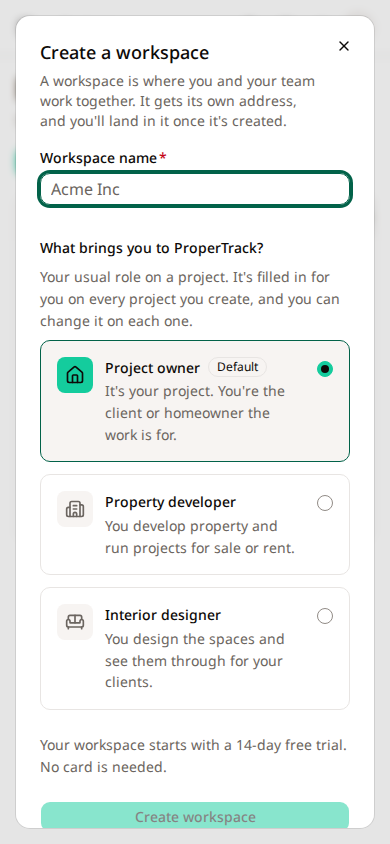 Create a workspace
A workspace is where you and your team
work together. It gets its own address,
and you'll land in it once it's created.
Workspace name*
Acme Inc
What brings you to ProperTrack?
Your usual role on a project. It's filled in for
you on every project you create, and you can
change it on each one.
Project owner Default
It's your project. You're the
client or homeowner the
work is for.
Property developer
You develop property and
run projects for sale or rent.
Interior designer
You design the spaces and
see them through for your
clients.
Your workspace starts with a 14-day free trial.
No card is needed.
Create workspace